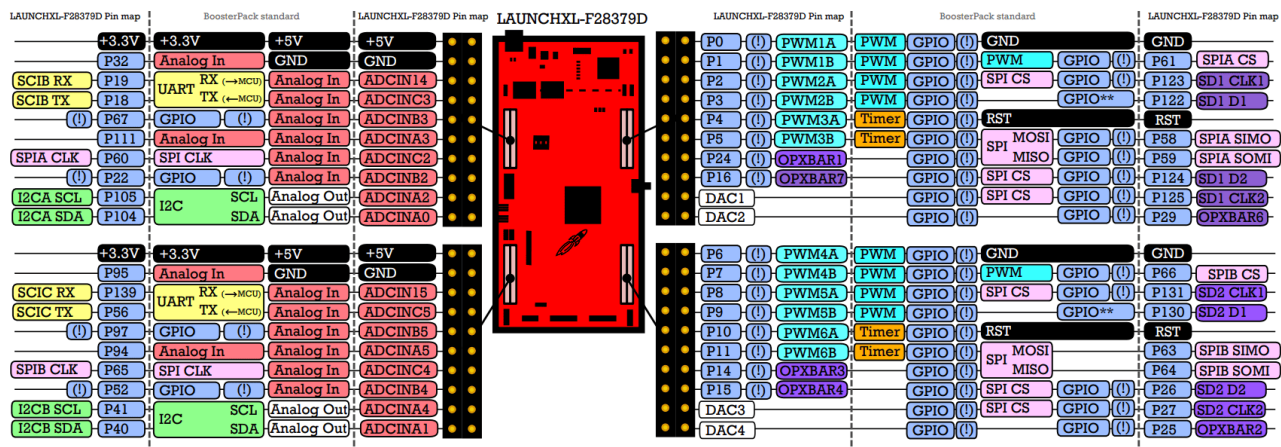 LAUNCHXL-F28379D Pin map BoosterPack standard LAUNCHXL-F28379D Pin map LAUNCHXL-F28379D LAUNCHXL-F28379D Pin map BoosterPack standard LAUNCHXL-F28379D Pin map
+3.3V +3.3V +5V +5V
P32 Analog In GND GND
SCIB RX P19 UART RX (→MCU) Analog In ADCIN14
SCIB TX P18 TX (←MCU) Analog In ADCINC3
(!) P67 GPIO (!) Analog In ADCINB3
P111 Analog In Analog In ADCINA3
SPIA CLK P60 SPI CLK Analog In ADCINC2
(!) P22 GPIO (!) Analog In ADCINB2
I2CA SCL P105 I2C SCL Analog Out ADCINA2
I2CA SDA P104 SDA Analog Out ADCINA0
P0 (!) PWM1A PWM GPIO (!) GND GND
P1 (!) PWM1B PWM GPIO (!) PWM GPIO (!) P61 SPIA CS
P2 (!) PWM2A PWM GPIO (!) SPI CS GPIO (!) P123 SD1 CLK1
P3 (!) PWM2B PWM GPIO (!) GPIO** P122 SD1 D1
P4 (!) PWM3A Timer GPIO (!) RST RST
P5 (!) PWM3B Timer GPIO (!) SPI MOSI GPIO (!) P58 SPIA SIMO
P24 (!) OPXBAR1 GPIO (!) MISO GPIO (!) P59 SPIA SOMI
P16 (!) OPXBAR7 GPIO (!) SPI CS GPIO (!) P124 SD1 D2
DAC1 GPIO (!) SPI CS GPIO (!) P125 SD1 CLK2
DAC2 GPIO (!) GPIO (!) P29 OPXBAR6
+3.3V +3.3V +5V +5V
P95 Analog In GND GND
SCIC RX P139 UART RX (→MCU) Analog In ADCIN15
SCIC TX P56 TX (←MCU) Analog In ADCINC5
(!) P97 GPIO (!) Analog In ADCINB5
P94 Analog In Analog In ADCINA5
SPIB CLK P65 SPI CLK Analog In ADCINC4
(!) P52 GPIO (!) Analog In ADCINB4
I2CB SCL P41 I2C SCL Analog Out ADCINA4
I2CB SDA P40 SDA Analog Out ADCINA1
P6 (!) PWM4A PWM GPIO (!) GND GND
P7 (!) PWM4B PWM GPIO (!) PWM GPIO (!) P66 SPIB CS
P8 (!) PWM5A PWM GPIO (!) SPI CS GPIO (!) P131 SD2 CLK1
P9 (!) PWM5B PWM GPIO (!) GPIO** P130 SD2 D1
P10 (!) PWM6A Timer GPIO (!) RST RST
P11 (!) PWM6B Timer GPIO (!) SPI MOSI P63 SPIB SIMO
P14 (!) OPXBAR3 GPIO (!) MISO P64 SPIB SOMI
P15 (!) OPXBAR4 GPIO (!) SPI CS GPIO (!) P26 SD2 D2
DAC3 GPIO (!) SPI CS GPIO (!) P27 SD2 CLK2
DAC4 GPIO (!) GPIO (!) P25 OPXBAR2